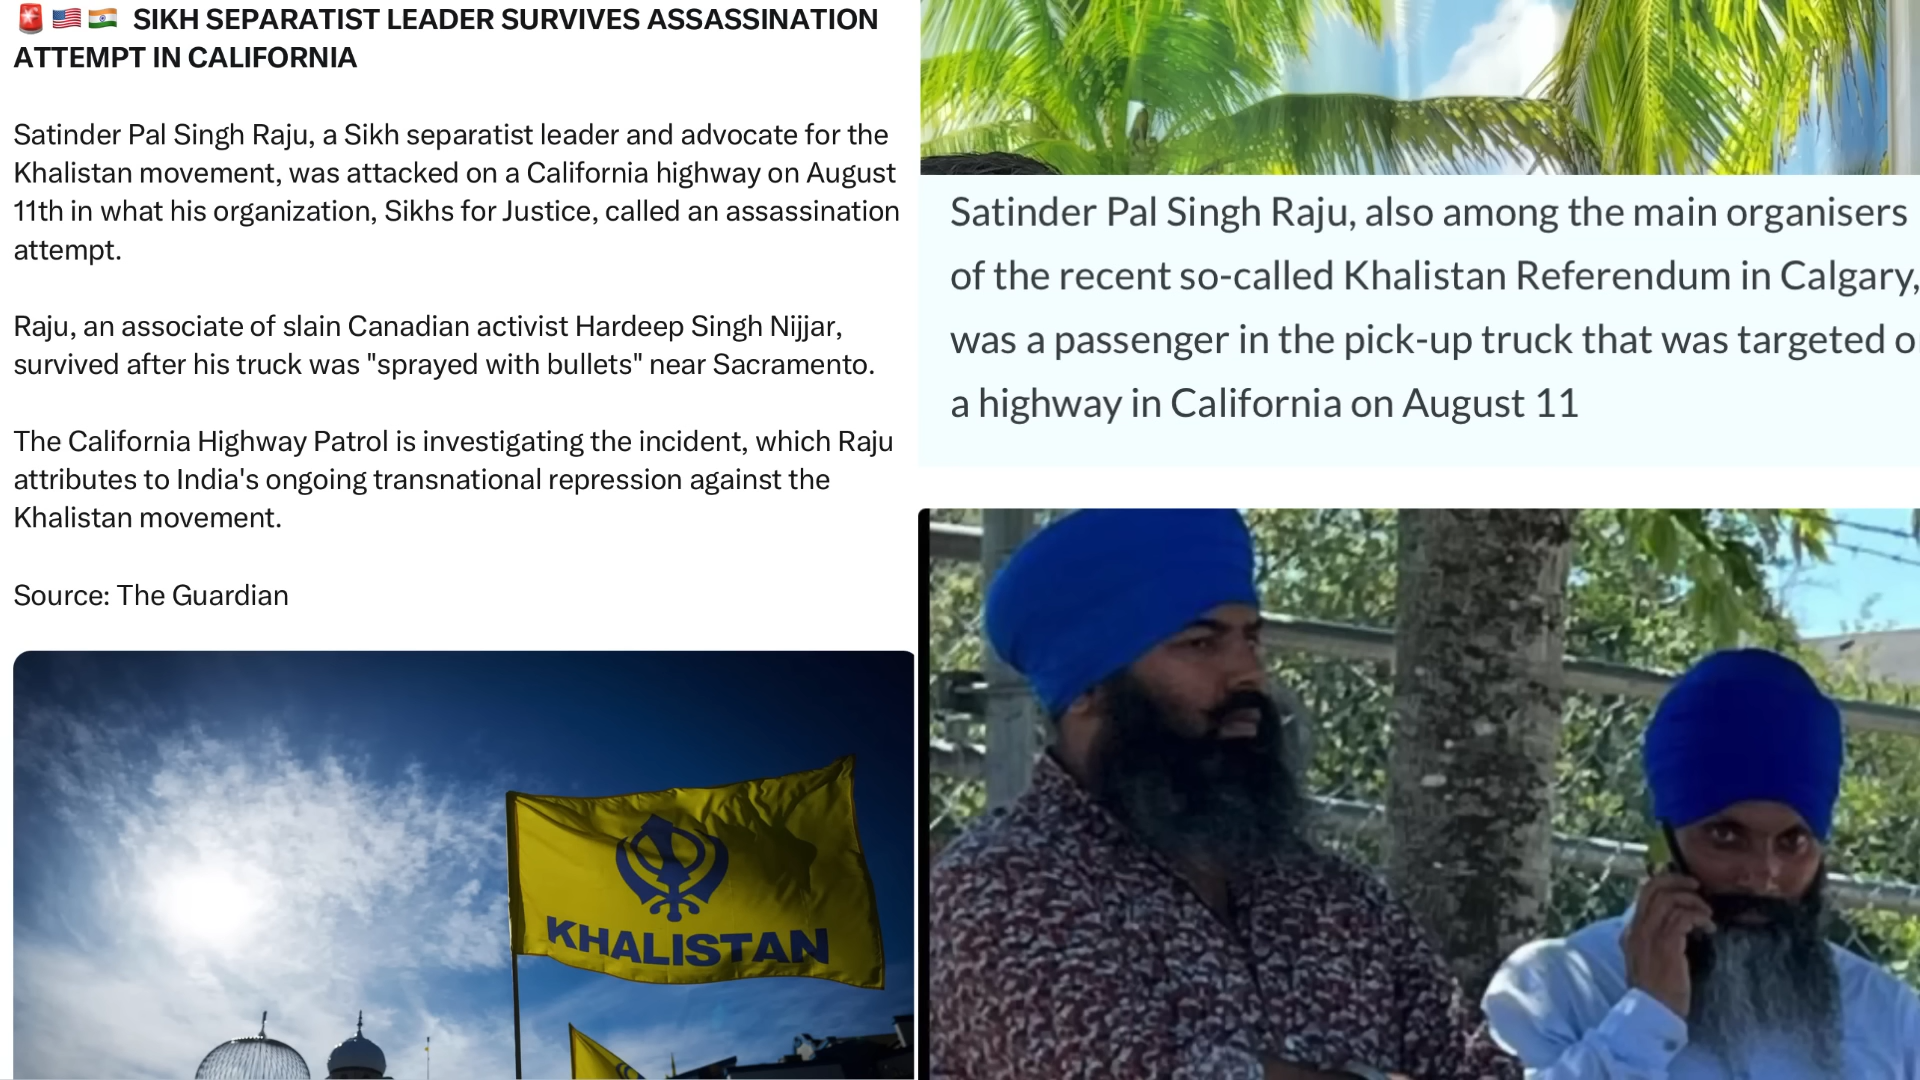 🚨🇺🇸🇮🇳 SIKH SEPARATIST LEADER SURVIVES ASSASSINATION
ATTEMPT IN CALIFORNIA
Satinder Pal Singh Raju, a Sikh separatist leader and advocate for the
Khalistan movement, was attacked on a California highway on August
11th in what his organization, Sikhs for Justice, called an assassination
attempt.
Raju, an associate of slain Canadian activist Hardeep Singh Nijjar,
survived after his truck was "sprayed with bullets" near Sacramento.
The California Highway Patrol is investigating the incident, which Raju
attributes to India's ongoing transnational repression against the
Khalistan movement.
Source: The Guardian
KHALISTAN
Satinder Pal Singh Raju, also among the main organisers
of the recent so-called Khalistan Referendum in Calgary,
was a passenger in the pick-up truck that was targeted
a highway in California on August 11